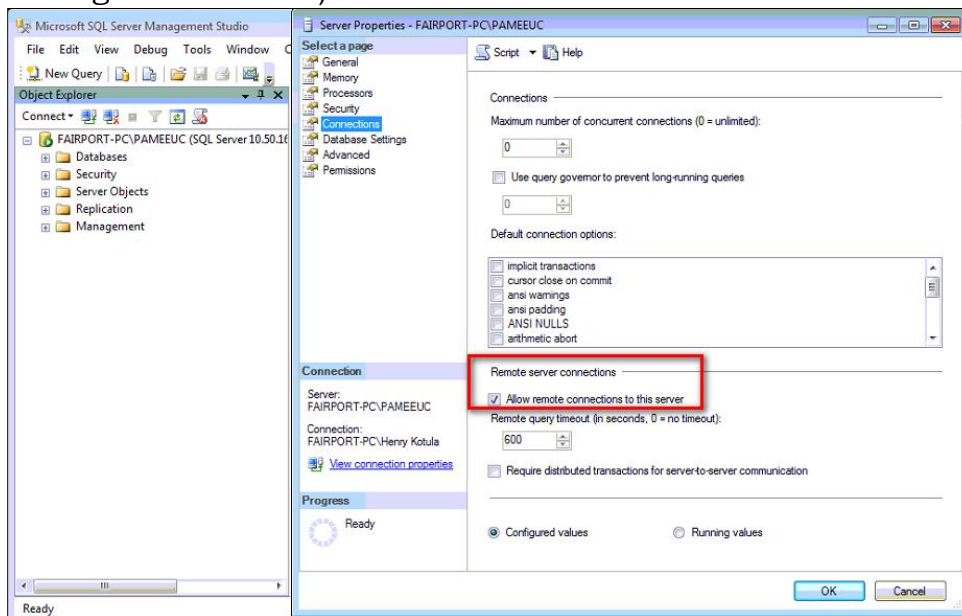 Microsoft SQL Server Management Studio
File Edit View Debug Tools Window
New Query
Object Explorer
Connect
FAIRPORT-PC\PAMEEUC (SQL Server 10.50.16
Databases
Security
Server Objects
Replication
Management
Ready
Server Properties - FAIRPORT-PC\PAMEEUC
Select a page
General
Memory
Processors
Security
Connections
Database Settings
Advanced
Permissions
Connection
Server:
FAIRPORT-PC\PAMEEUC
Connection:
FAIRPORT-PC\Henry Kotula
View connection properties
Progress
Ready
Script Help
Connections
Maximum number of concurrent connections (0 = unlimited):
0
Use query governor to prevent long-running queries
0
Default connection options:
implicit transactions
cursor close on commit
ansi warnings
ansi padding
ANSI NULLS
arithmetic abort
Remote server connections
Allow remote connections to this server
Remote query timeout (in seconds, 0 = no timeout):
600
Require distributed transactions for server-to-server communication
Configured values Running values
OK Cancel